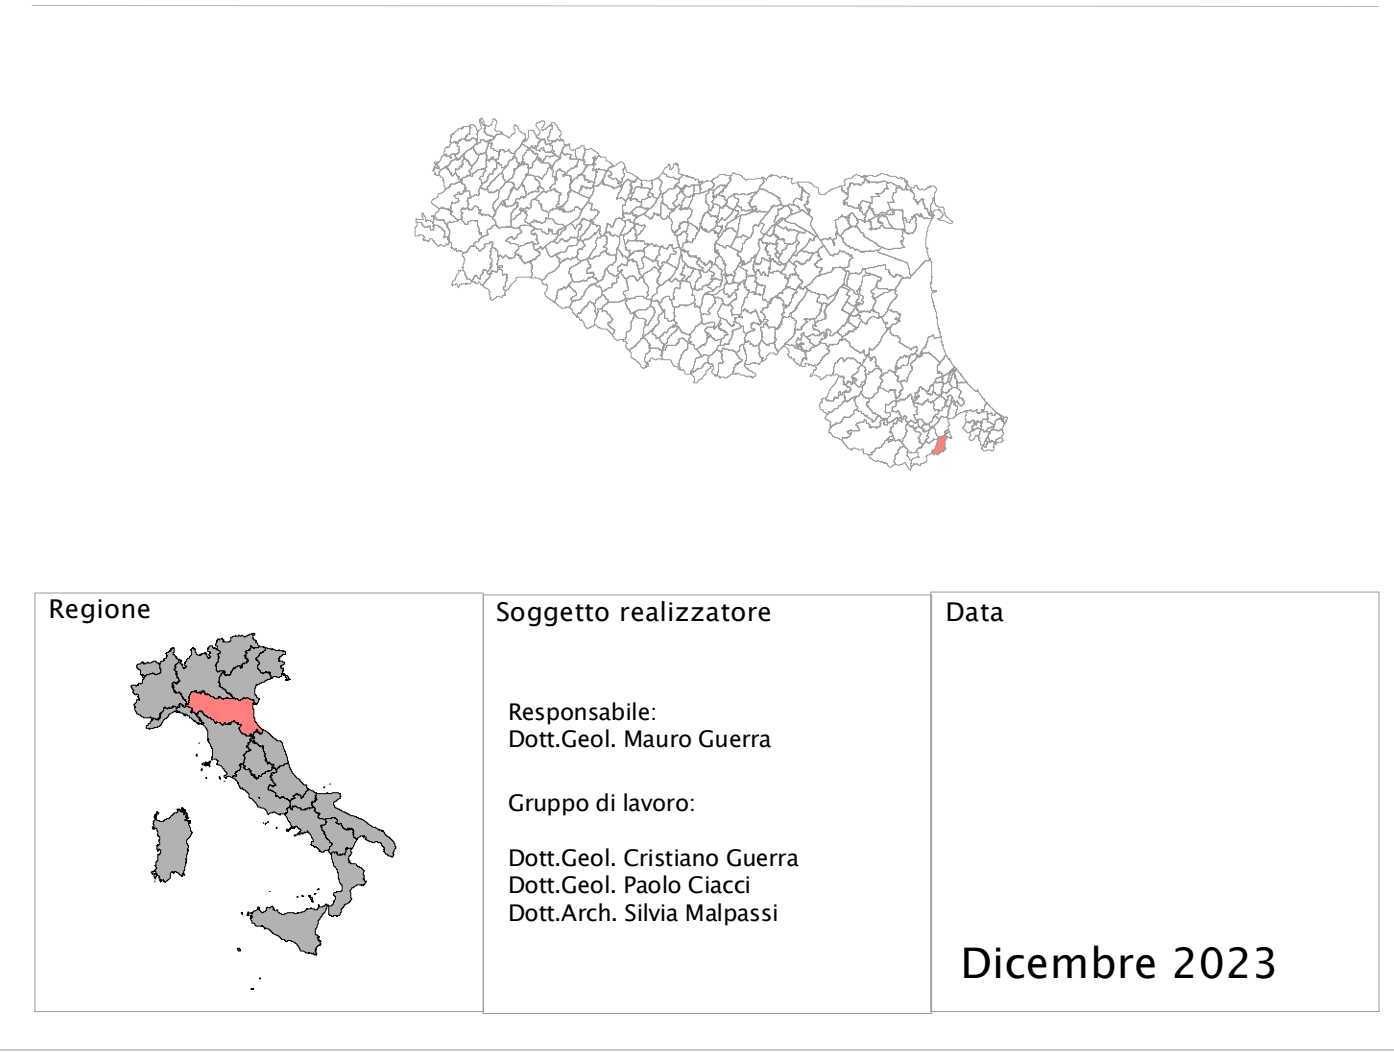 Regione
Soggetto realizzatore
Responsabile:
Dott.Geol. Mauro Guerra
Gruppo di lavoro:
Dott.Geol. Cristiano Guerra
Dott.Geol. Paolo Ciacci
Dott.Arch. Silvia Malpassi
Data
Dicembre 2023